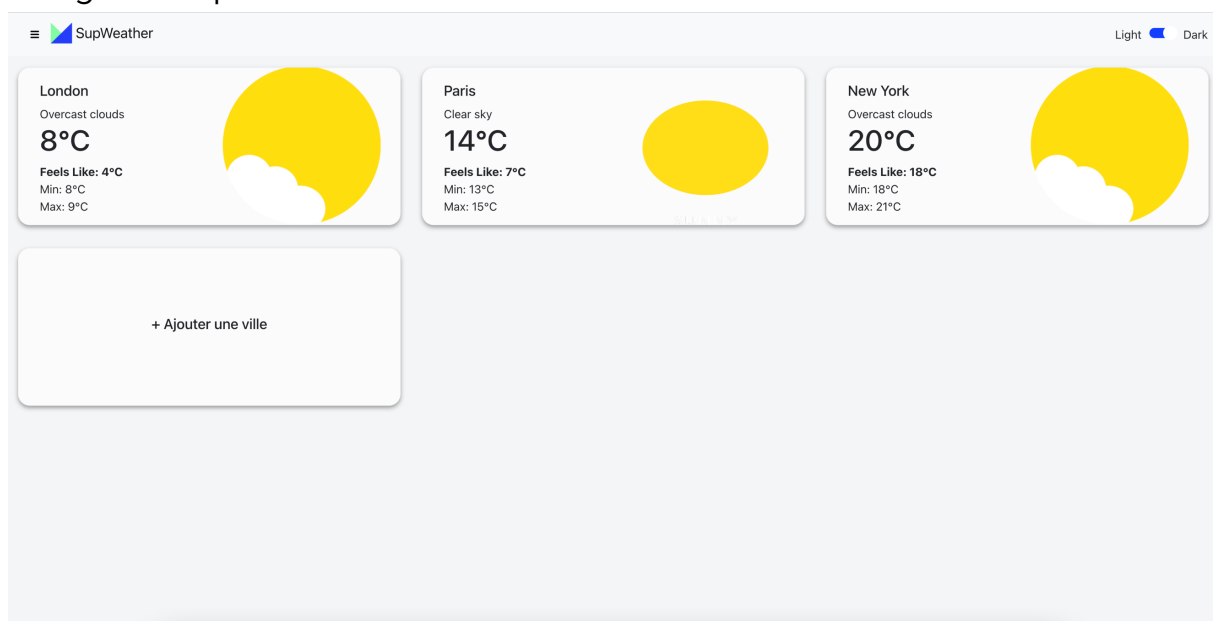 SupWeather
Light Dark
London
Overcast clouds
8°C
Feels Like: 4°C
Min: 8°C
Max: 9°C
Paris
Clear sky
14°C
Feels Like: 7°C
Min: 13°C
Max: 15°C
New York
Overcast clouds
20°C
Feels Like: 18°C
Min: 18°C
Max: 21°C
+ Ajouter une ville